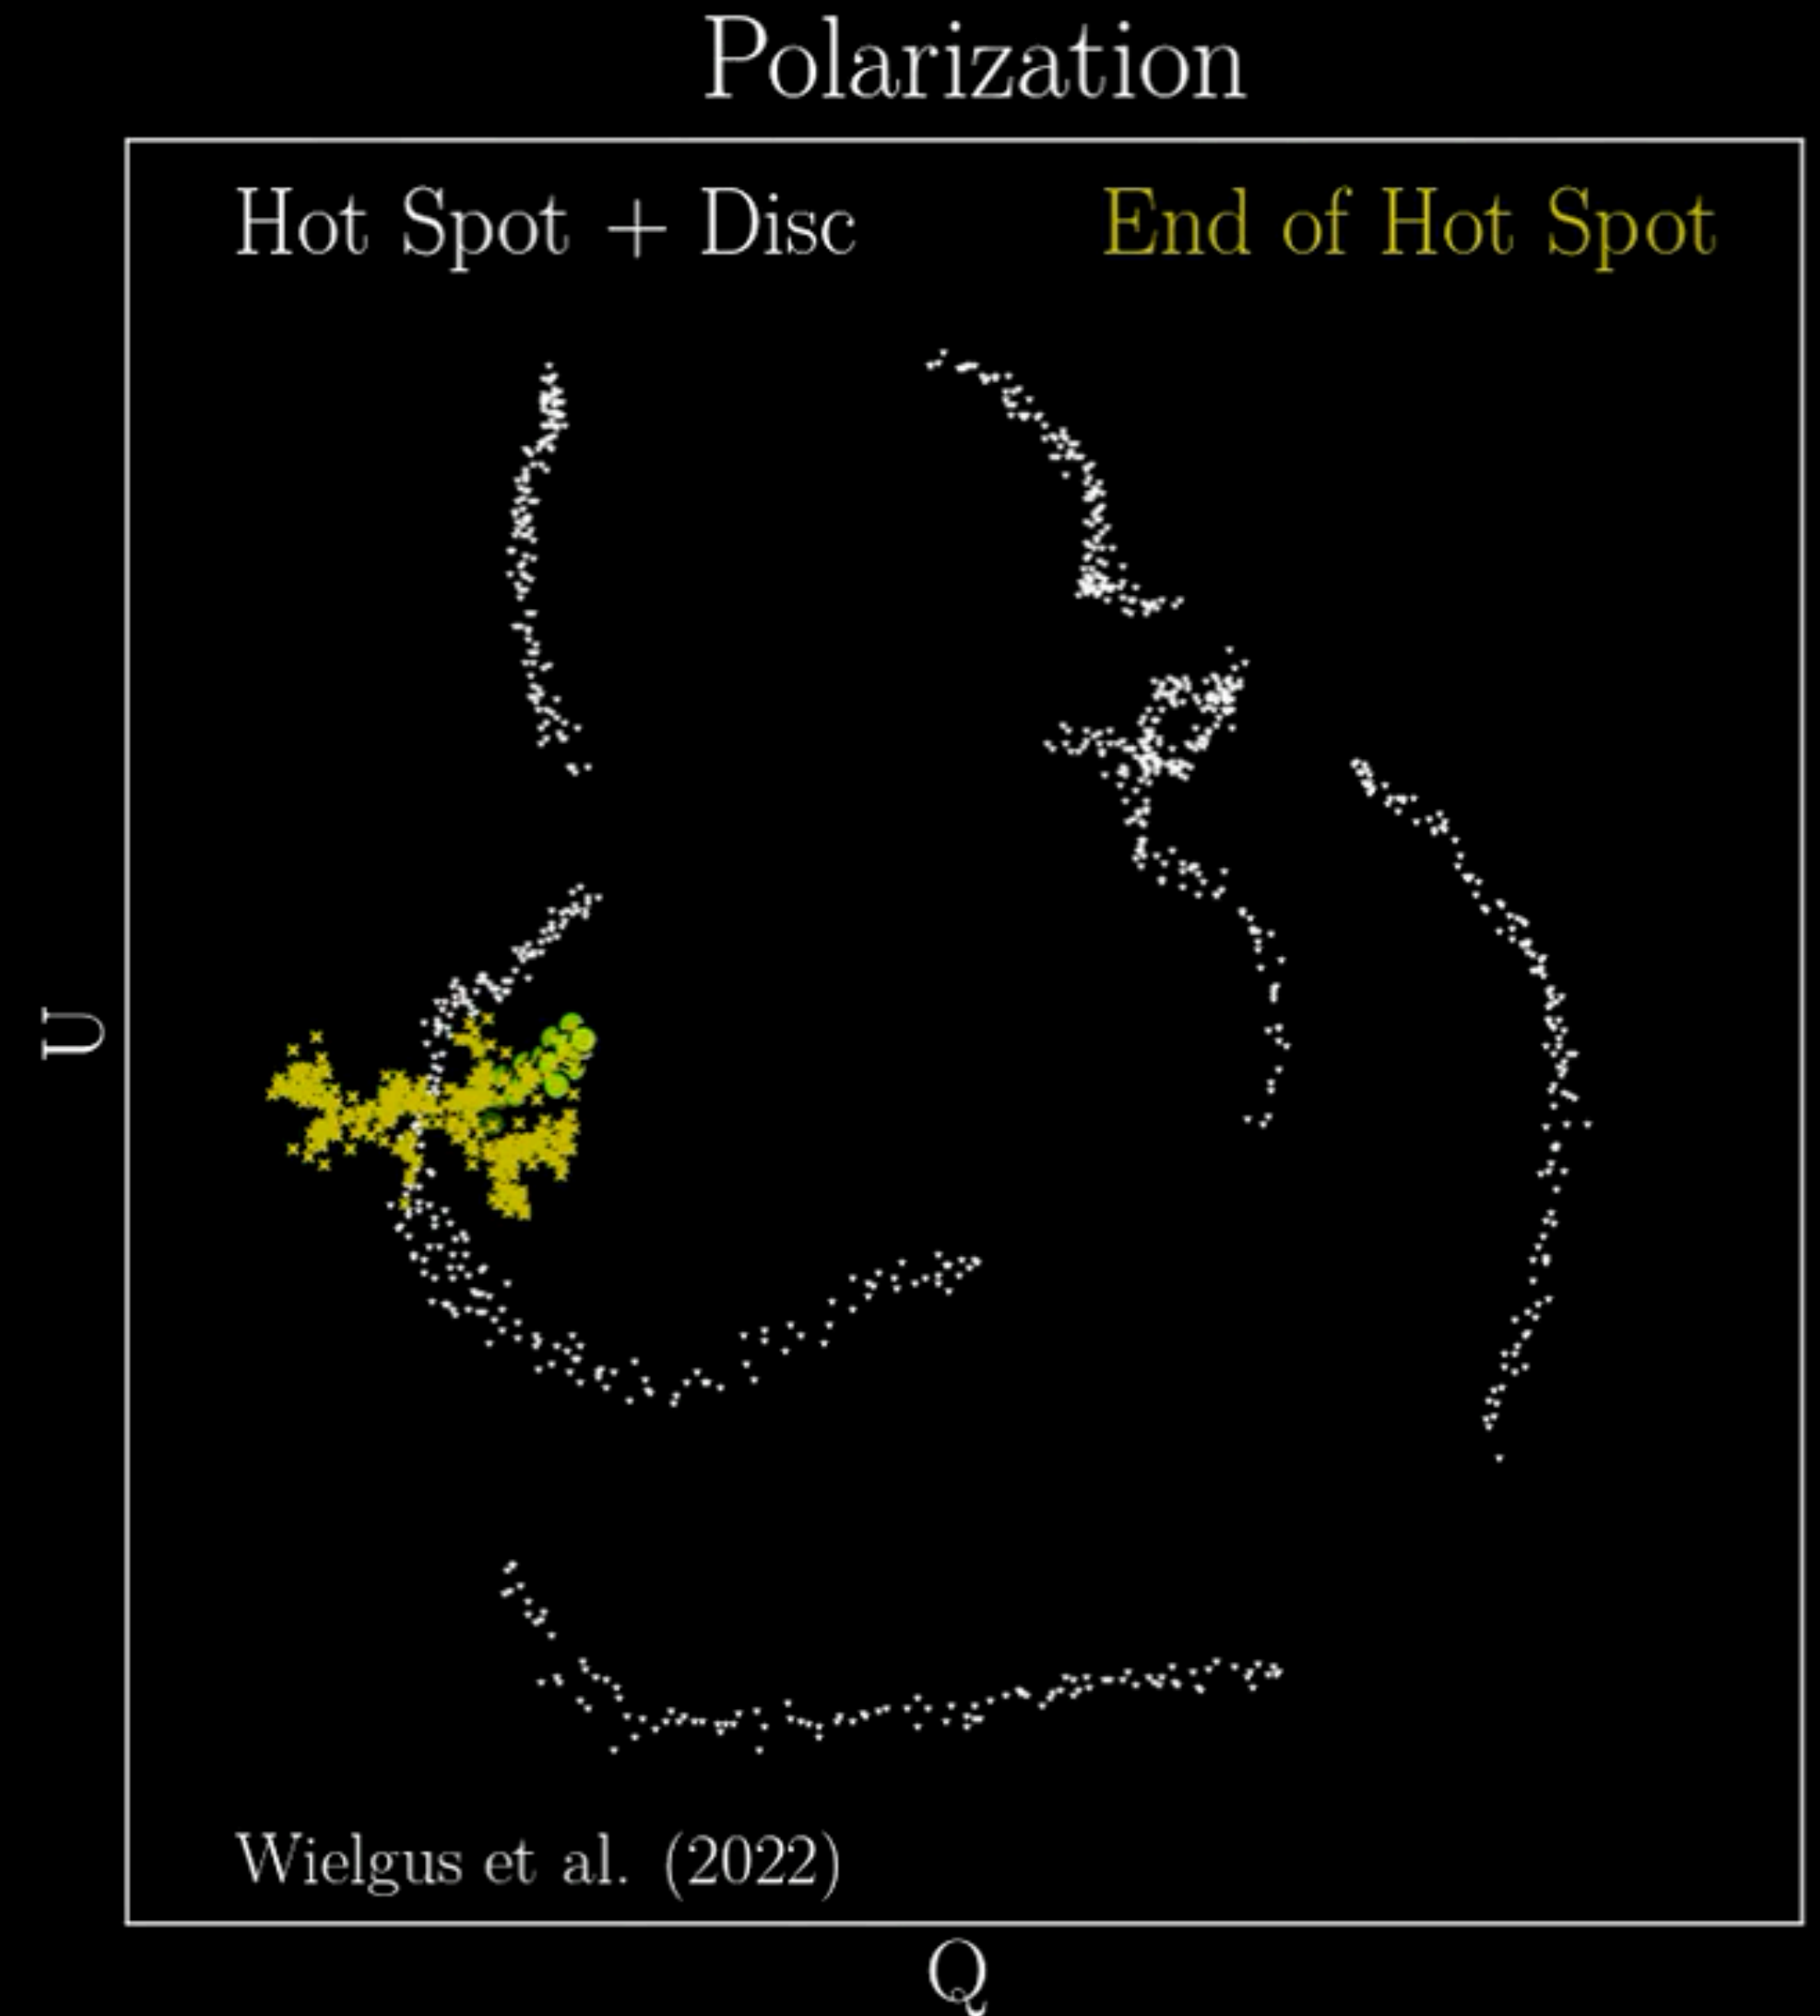 Polarization
Hot Spot + Disc
End of Hot Spot
U
Wielgus et al. (2022)
Q